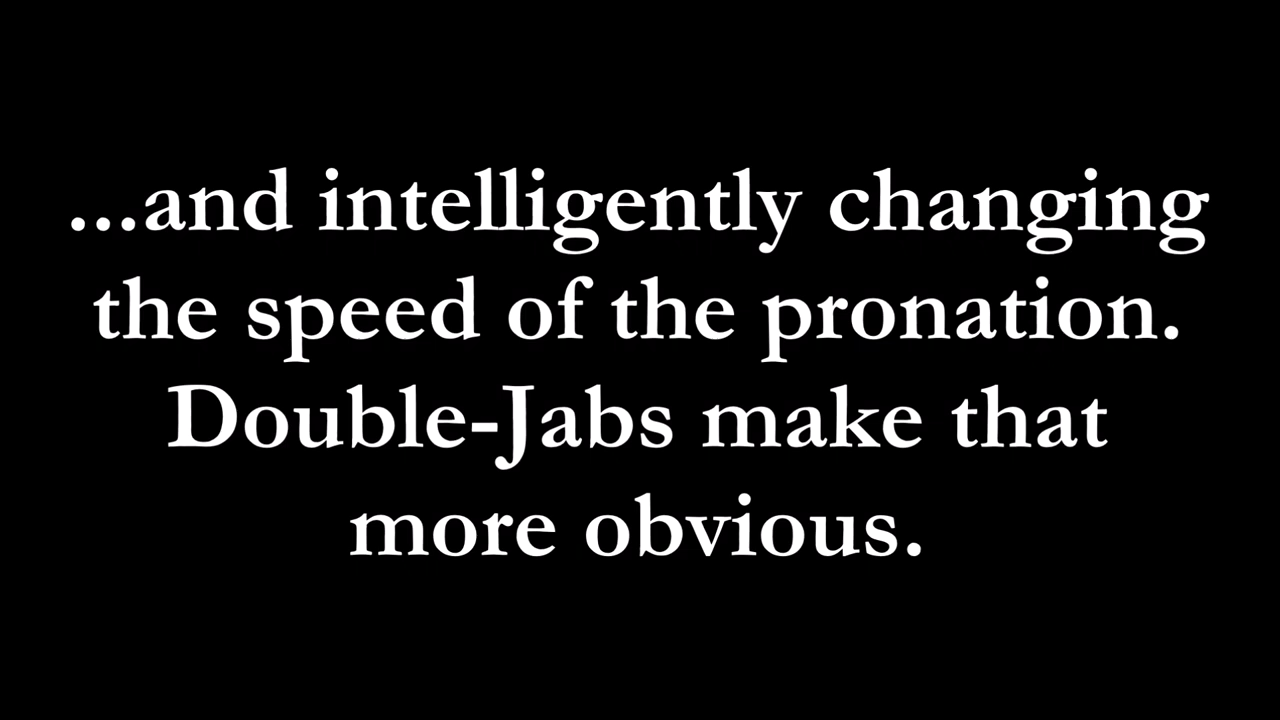 ...and intelligently changing
the speed of the pronation.
Double-Jabs make that
more obvious.